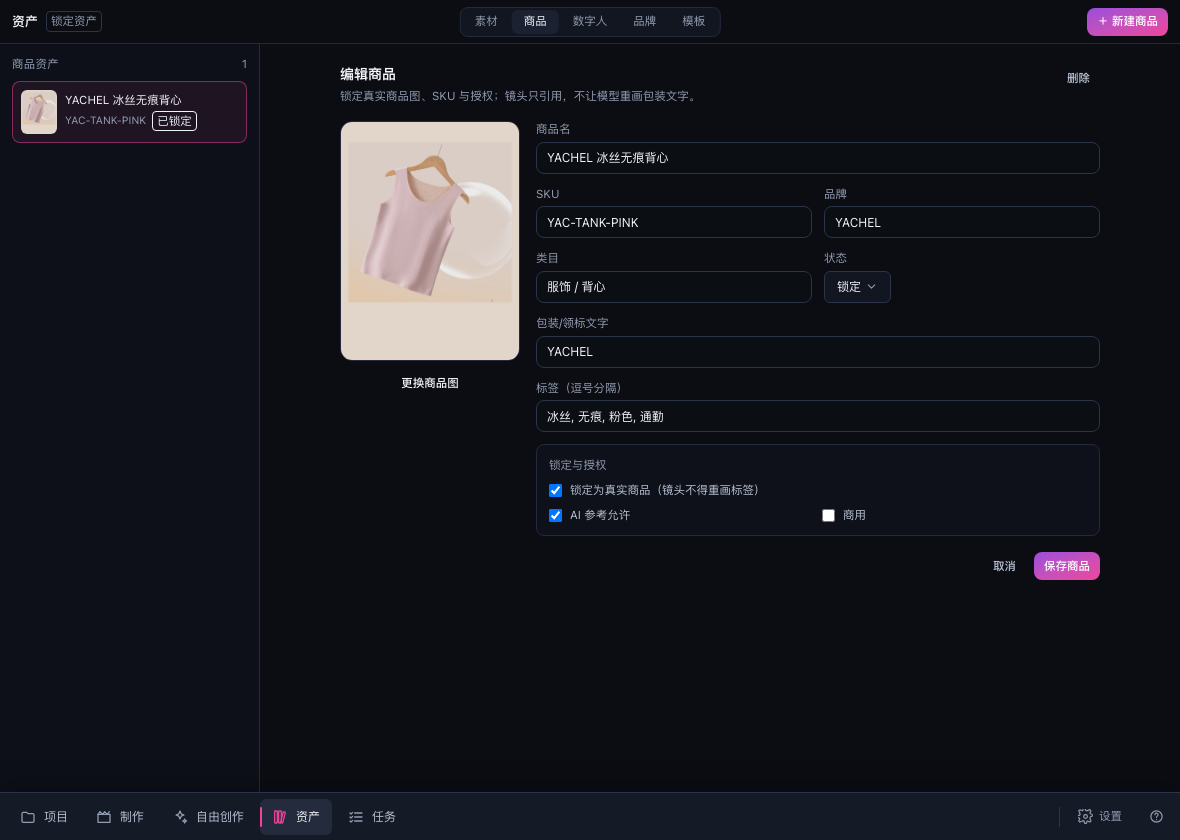 资产 锁定资产 素材 商品 数字人 品牌 模板 + 新建商品
商品资产 1
YACHEL 冰丝无痕背心
YAC-TANK-PINK 已锁定
编辑商品 删除
锁定真实商品图、SKU 与授权；镜头只引用，不让模型重画包装文字。
更换商品图
商品名
YACHEL 冰丝无痕背心
SKU 品牌
YAC-TANK-PINK YACHEL
类目 状态
服饰 / 背心 锁定
包装/领标文字
YACHEL
标签（逗号分隔）
冰丝, 无痕, 粉色, 通勤
锁定与授权
锁定为真实商品（镜头不得重画标签）
AI 参考允许 商用
取消 保存商品
项目 制作 自由创作 资产 任务 设置